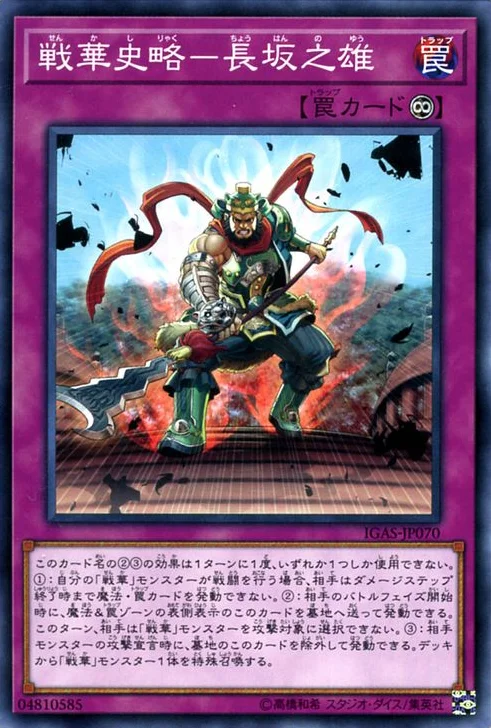 戦華史略－長坂之雄
罠
【罠カード】
IGAS-JP070
このカード名の②③の効果は１ターンに１度、いずれか１つしか使用できない。
①：自分の「戦華」モンスターが戦闘を行う場合、相手はダメージステップ
終了時まで魔法・罠カードを発動できない。②：相手のバトルフェイズ開始
時に、魔法＆罠ゾーンの表側表示のこのカードを墓地へ送って発動できる。
このターン、相手は「戦華」モンスターを攻撃対象に選択できない。③：相手
モンスターの攻撃宣言時に、墓地のこのカードを除外して発動できる。デッキ
から「戦華」モンスター１体を特殊召喚する。
04810585
©高橋和希 スタジオ・ダイス/集英社